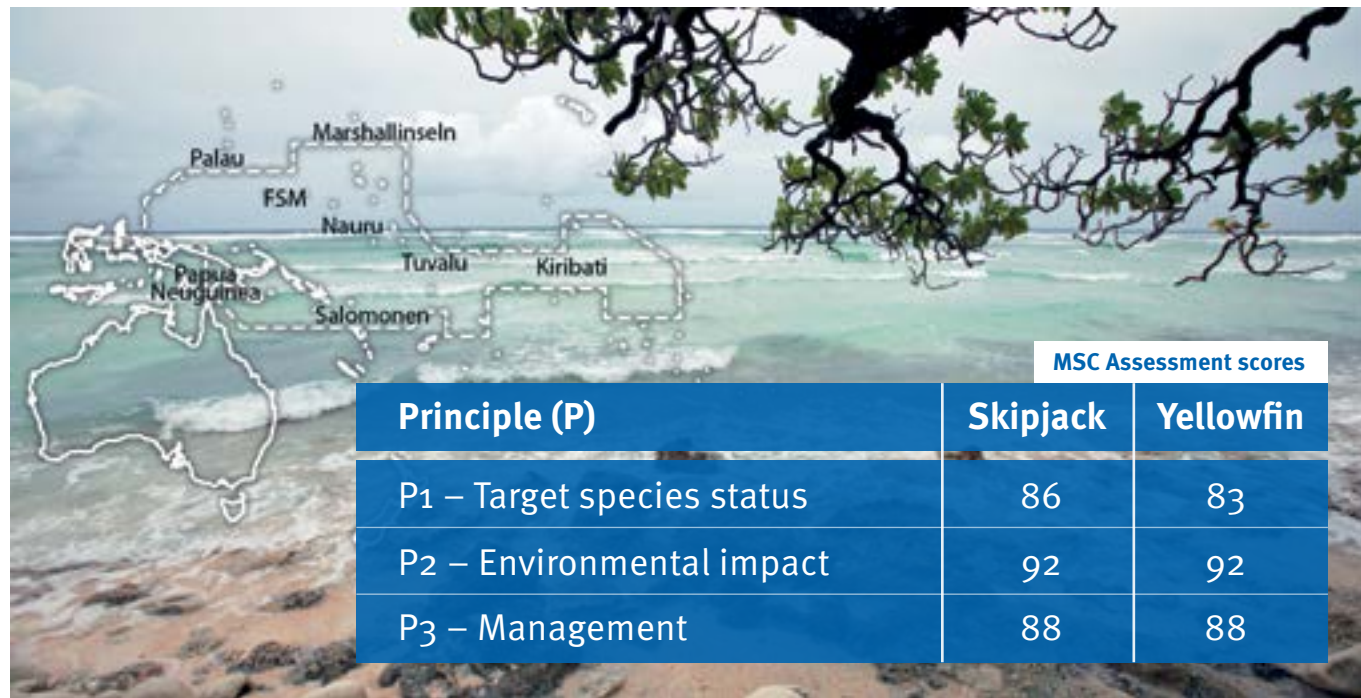 Marshallinseln
Palau
FSM
Nauru
Tuvalu
Kiribati
Papua
Neuguinea
Salomonen
MSC Assessment scores
Principle (P) Skipjack Yellowfin
P1 – Target species status 86 83
P2 – Environmental impact 92 92
P3 – Management 88 88